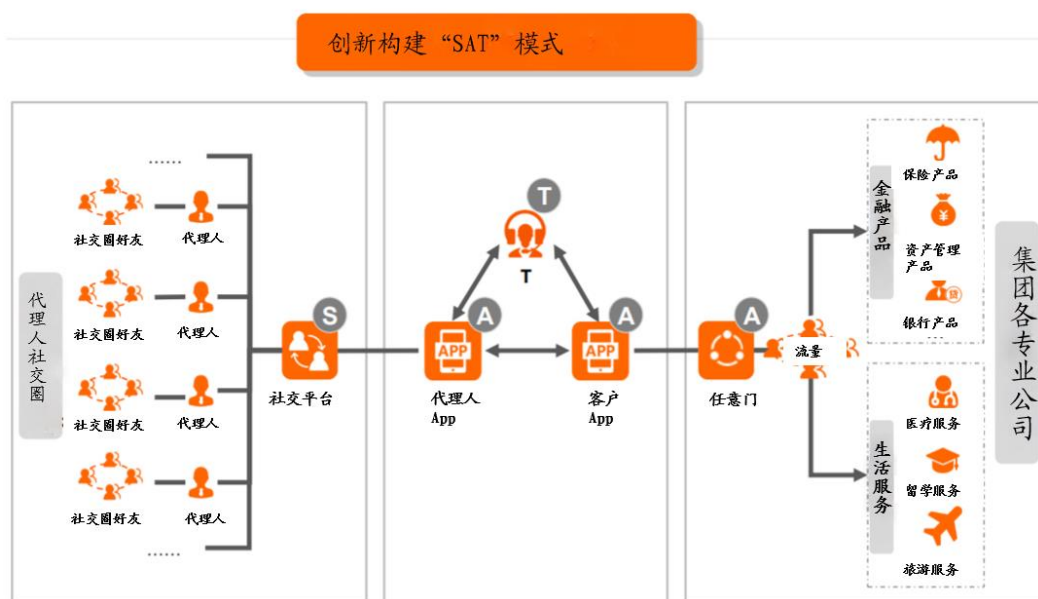 创新构建“SAT”模式
代理人社交圈
……
社交圈好友
代理人
社交圈好友
代理人
社交圈好友
代理人
社交圈好友
代理人
……
S
社交平台
T
T
A
APP
代理人
App
A
APP
客户
App
A
任意门
流量
金融产品
保险产品
¥
资产管理
产品
贷
银行产品
…
生活服务
医疗服务
留学服务
旅游服务
集团各专业公司